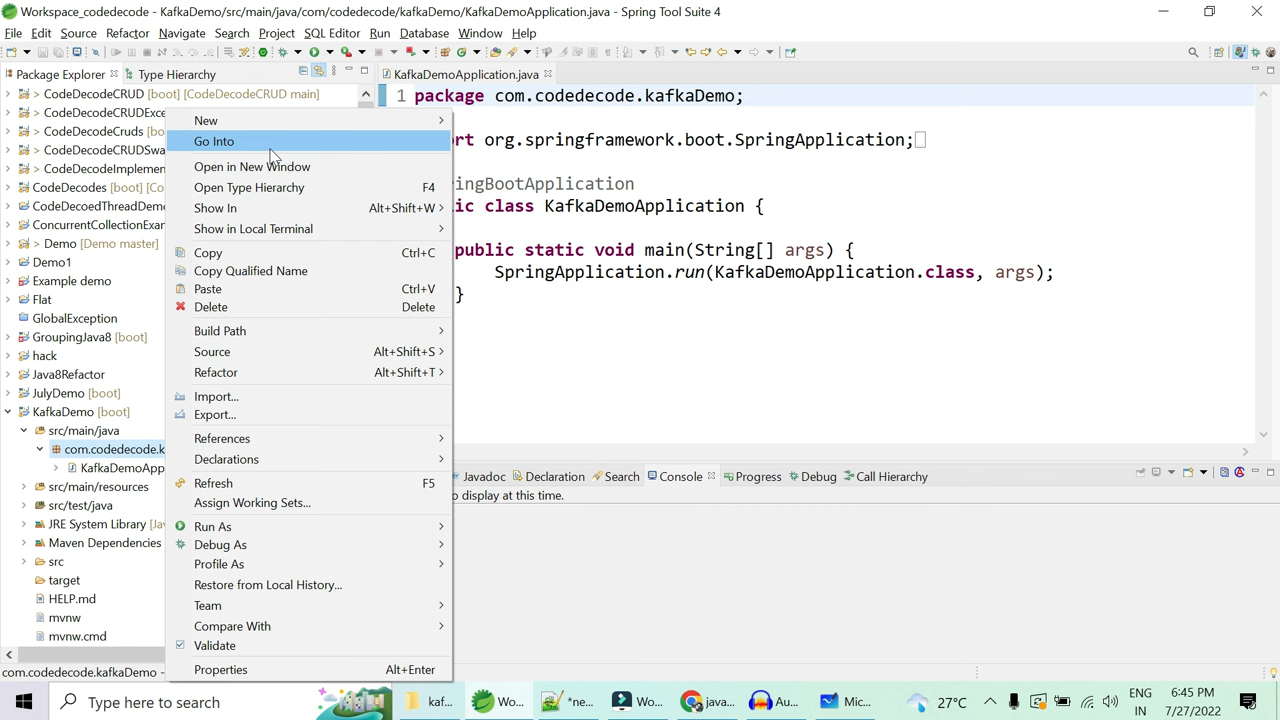 Workspace_codedecode - KafkaDemo/src/main/java/com/codedecode/kafkaDemo/KafkaDemoApplication.java - Spring Tool Suite 4
File Edit Source Refactor Navigate Search Project SQL Editor Run Database Window Help
Package Explorer Type Hierarchy
KafkaDemoApplication.java
> CodeDecodeCRUD [boot] [CodeDecodeCRUD main]
> CodeDecodeCRUDExce
> CodeDecodeCruds [boo
> CodeDecodeCRUDSwa
> CodeDecodeImplemen
CodeDecodes [boot] [Co
CodeDecoedThreadDem
ConcurrentCollectionExar
> Demo [Demo master]
Demo1
Example demo
Flat
GlobalException
GroupingJava8 [boot]
hack
Java8Refactor
JulyDemo [boot]
KafkaDemo [boot]
src/main/java
com.codedecode.k
KafkaDemoApp
src/main/resources
src/test/java
JRE System Library [Jav
Maven Dependencies
src
target
HELP.md
mvnw
mvnw.cmd
com.codedecode.kafkaDemo -
New
Go Into
Open in New Window
Open Type Hierarchy F4
Show In Alt+Shift+W
Show in Local Terminal
Copy Ctrl+C
Copy Qualified Name
Paste Ctrl+V
Delete Delete
Build Path
Source Alt+Shift+S
Refactor Alt+Shift+T
Import...
Export...
References
Declarations
Refresh F5
Assign Working Sets...
Run As
Debug As
Profile As
Restore from Local History...
Team
Compare With
Validate
Properties Alt+Enter
1 package com.codedecode.kafkaDemo;
ort org.springframework.boot.SpringApplication;
ingBootApplication
lic class KafkaDemoApplication {
public static void main(String[] args) {
SpringApplication.run(KafkaDemoApplication.class, args);
}
Javadoc Declaration Search Console Progress Debug Call Hierarchy
o display at this time.
Type here to search
kaf... Wo... *ne... Wo... java... Au... Mic...
27°C
ENG
IN
6:45 PM
7/27/2022